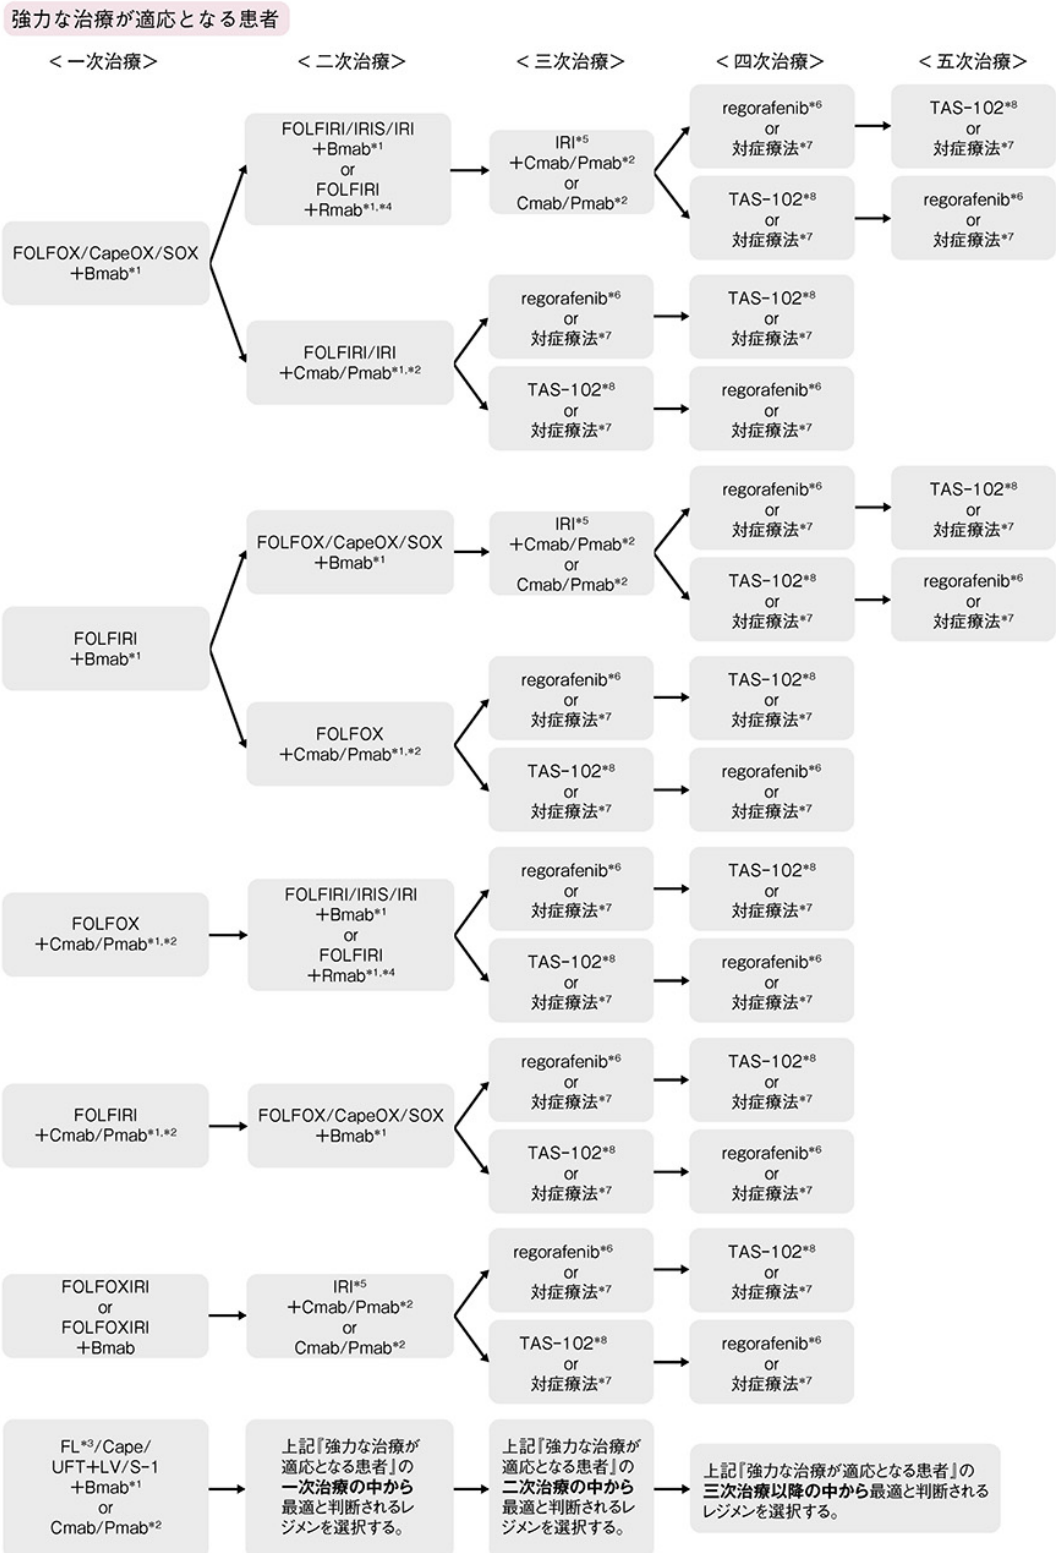 強力な治療が適応となる患者
＜一次治療＞
＜二次治療＞
＜三次治療＞
＜四次治療＞
＜五次治療＞
FOLFOX/CapeOX/SOX
+Bmab*1
FOLFIRI/IRIS/IRI
+Bmab*1
or
FOLFIRI
+Rmab*1,*4
IRI*5
+Cmab/Pmab*2
or
Cmab/Pmab*2
regorafenib*6
or
対症療法*7
TAS-102*8
or
対症療法*7
TAS-102*8
or
対症療法*7
regorafenib*6
or
対症療法*7
FOLFIRI/IRI
+Cmab/Pmab*1,*2
regorafenib*6
or
対症療法*7
TAS-102*8
or
対症療法*7
TAS-102*8
or
対症療法*7
regorafenib*6
or
対症療法*7
FOLFIRI
+Bmab*1
FOLFOX/CapeOX/SOX
+Bmab*1
IRI*5
+Cmab/Pmab*2
or
Cmab/Pmab*2
regorafenib*6
or
対症療法*7
TAS-102*8
or
対症療法*7
TAS-102*8
or
対症療法*7
regorafenib*6
or
対症療法*7
FOLFOX
+Cmab/Pmab*1,*2
regorafenib*6
or
対症療法*7
TAS-102*8
or
対症療法*7
TAS-102*8
or
対症療法*7
regorafenib*6
or
対症療法*7
FOLFOX
+Cmab/Pmab*1,*2
FOLFIRI/IRIS/IRI
+Bmab*1
or
FOLFIRI
+Rmab*1,*4
regorafenib*6
or
対症療法*7
TAS-102*8
or
対症療法*7
TAS-102*8
or
対症療法*7
regorafenib*6
or
対症療法*7
FOLFIRI
+Cmab/Pmab*1,*2
FOLFOX/CapeOX/SOX
+Bmab*1
regorafenib*6
or
対症療法*7
TAS-102*8
or
対症療法*7
TAS-102*8
or
対症療法*7
regorafenib*6
or
対症療法*7
FOLFOXIRI
or
FOLFOXIRI
+Bmab
IRI*5
+Cmab/Pmab*2
or
Cmab/Pmab*2
regorafenib*6
or
対症療法*7
TAS-102*8
or
対症療法*7
TAS-102*8
or
対症療法*7
regorafenib*6
or
対症療法*7
FL*3/Cape/
UFT+LV/S-1
+Bmab*1
or
Cmab/Pmab*2
上記『強力な治療が
適応となる患者』の
一次治療の中から
最適と判断されるレ
ジメンを選択する。
上記『強力な治療が
適応となる患者』の
二次治療の中から
最適と判断されるレ
ジメンを選択する。
上記『強力な治療が適応となる患者』の
三次治療以降の中から最適と判断される
レジメンを選択する。